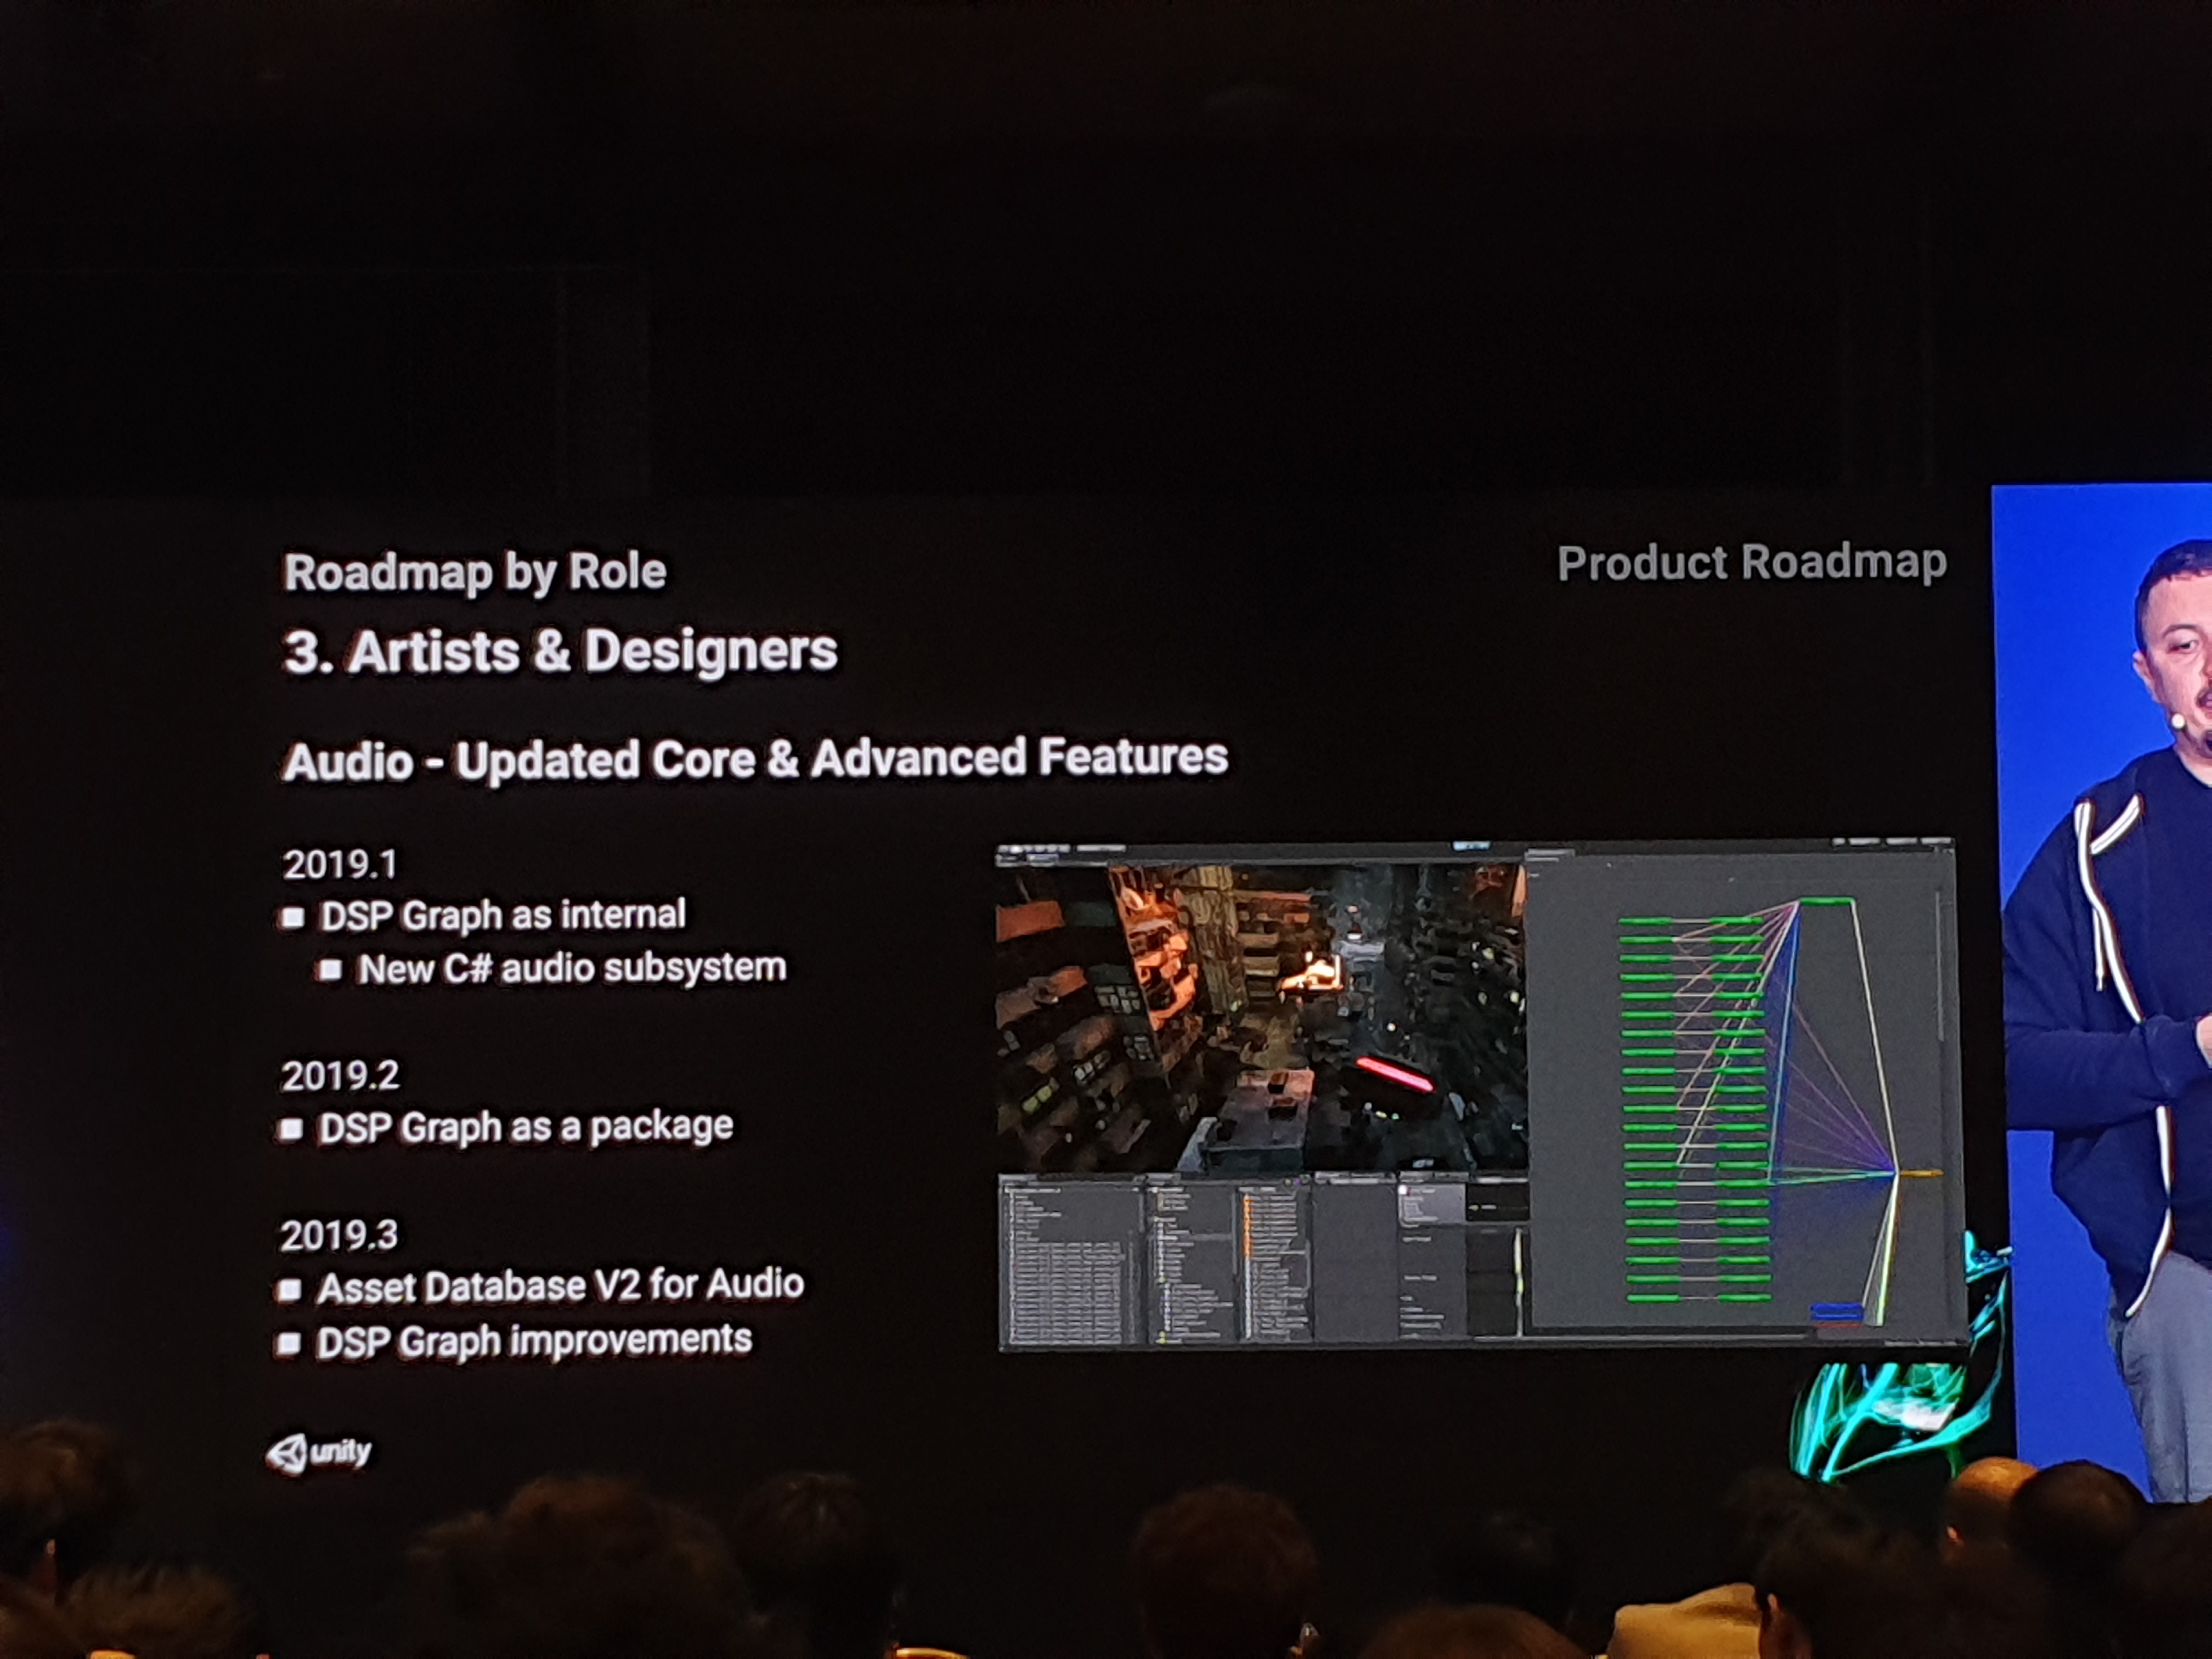 Roadmap by Role
Product Roadmap
3. Artists & Designers
Audio - Updated Core & Advanced Features
2019.1
DSP Graph as internal
New C# audio subsystem
2019.2
DSP Graph as a package
2019.3
Asset Database V2 for Audio
DSP Graph improvements
unity